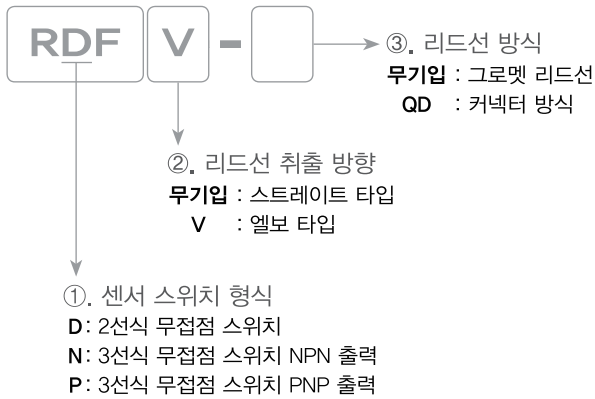 RDF V -
③. 리드선 방식
무기입 : 그로멧 리드선
QD : 커넥터 방식
②. 리드선 취출 방향
무기입 : 스트레이트 타입
V : 엘보 타입
①. 센서 스위치 형식
D : 2선식 무접점 스위치
N : 3선식 무접점 스위치 NPN 출력
P : 3선식 무접점 스위치 PNP 출력